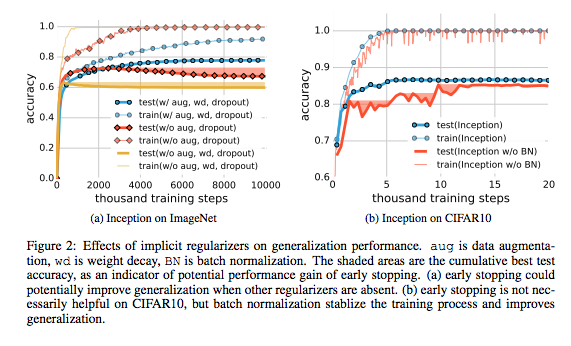 1.0
0.8
0.6
0.4
0.2
0.0
accuracy
test(w/ aug, wd, dropout)
train(w/ aug, wd, dropout)
test(w/o aug, dropout)
train(w/o aug, dropout)
test(w/o aug, wd, dropout)
train(w/o aug, wd, dropout)
0 2000 4000 6000 8000 10000
thousand training steps
(a) Inception on ImageNet
1.0
0.9
0.8
0.7
0.6
accuracy
test(Inception)
train(Inception)
test(Inception w/o BN)
train(Inception w/o BN)
0 5 10 15 20
thousand training steps
(b) Inception on CIFAR10
Figure 2: Effects of implicit regularizers on generalization performance. aug is data augmenta-
tion, wd is weight decay, BN is batch normalization. The shaded areas are the cumulative best test
accuracy, as an indicator of potential performance gain of early stopping. (a) early stopping could
potentially improve generalization when other regularizers are absent. (b) early stopping is not nec-
essarily helpful on CIFAR10, but batch normalization stablize the training process and improves
generalization.